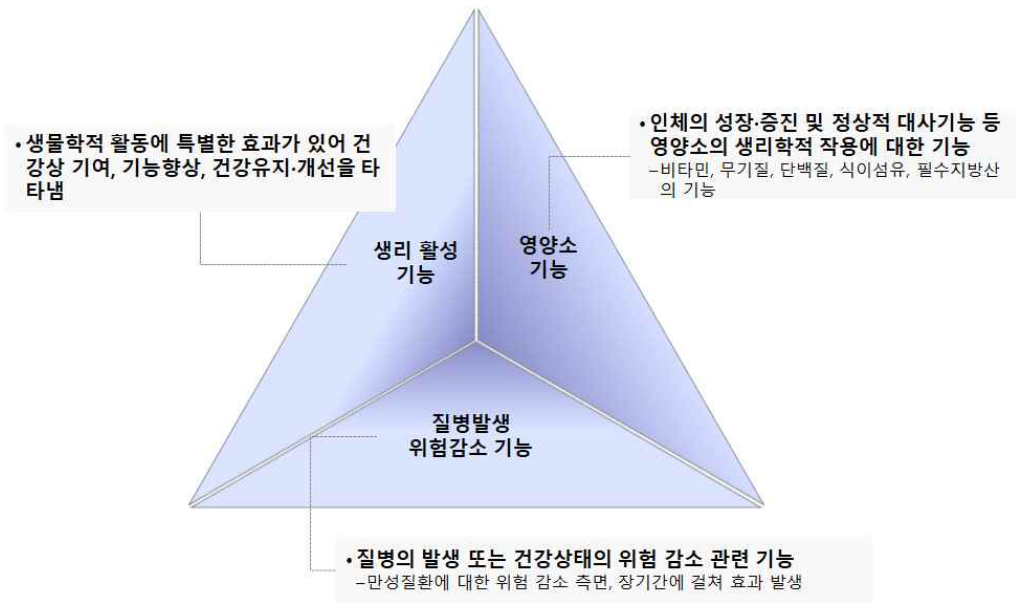 • 생물학적 활동에 특별한 효과가 있어 건
강상 기여, 기능향상, 건강유지·개선을 타
타냄
• 인체의 성장·증진 및 정상적 대사기능 등
영양소의 생리학적 작용에 대한 기능
–비타민, 무기질, 단백질, 식이섬유, 필수지방산
의 기능
생리 활성
기능
영양소
기능
질병발생
위험감소 기능
• 질병의 발생 또는 건강상태의 위험 감소 관련 기능
–만성질환에 대한 위험 감소 측면, 장기간에 걸쳐 효과 발생